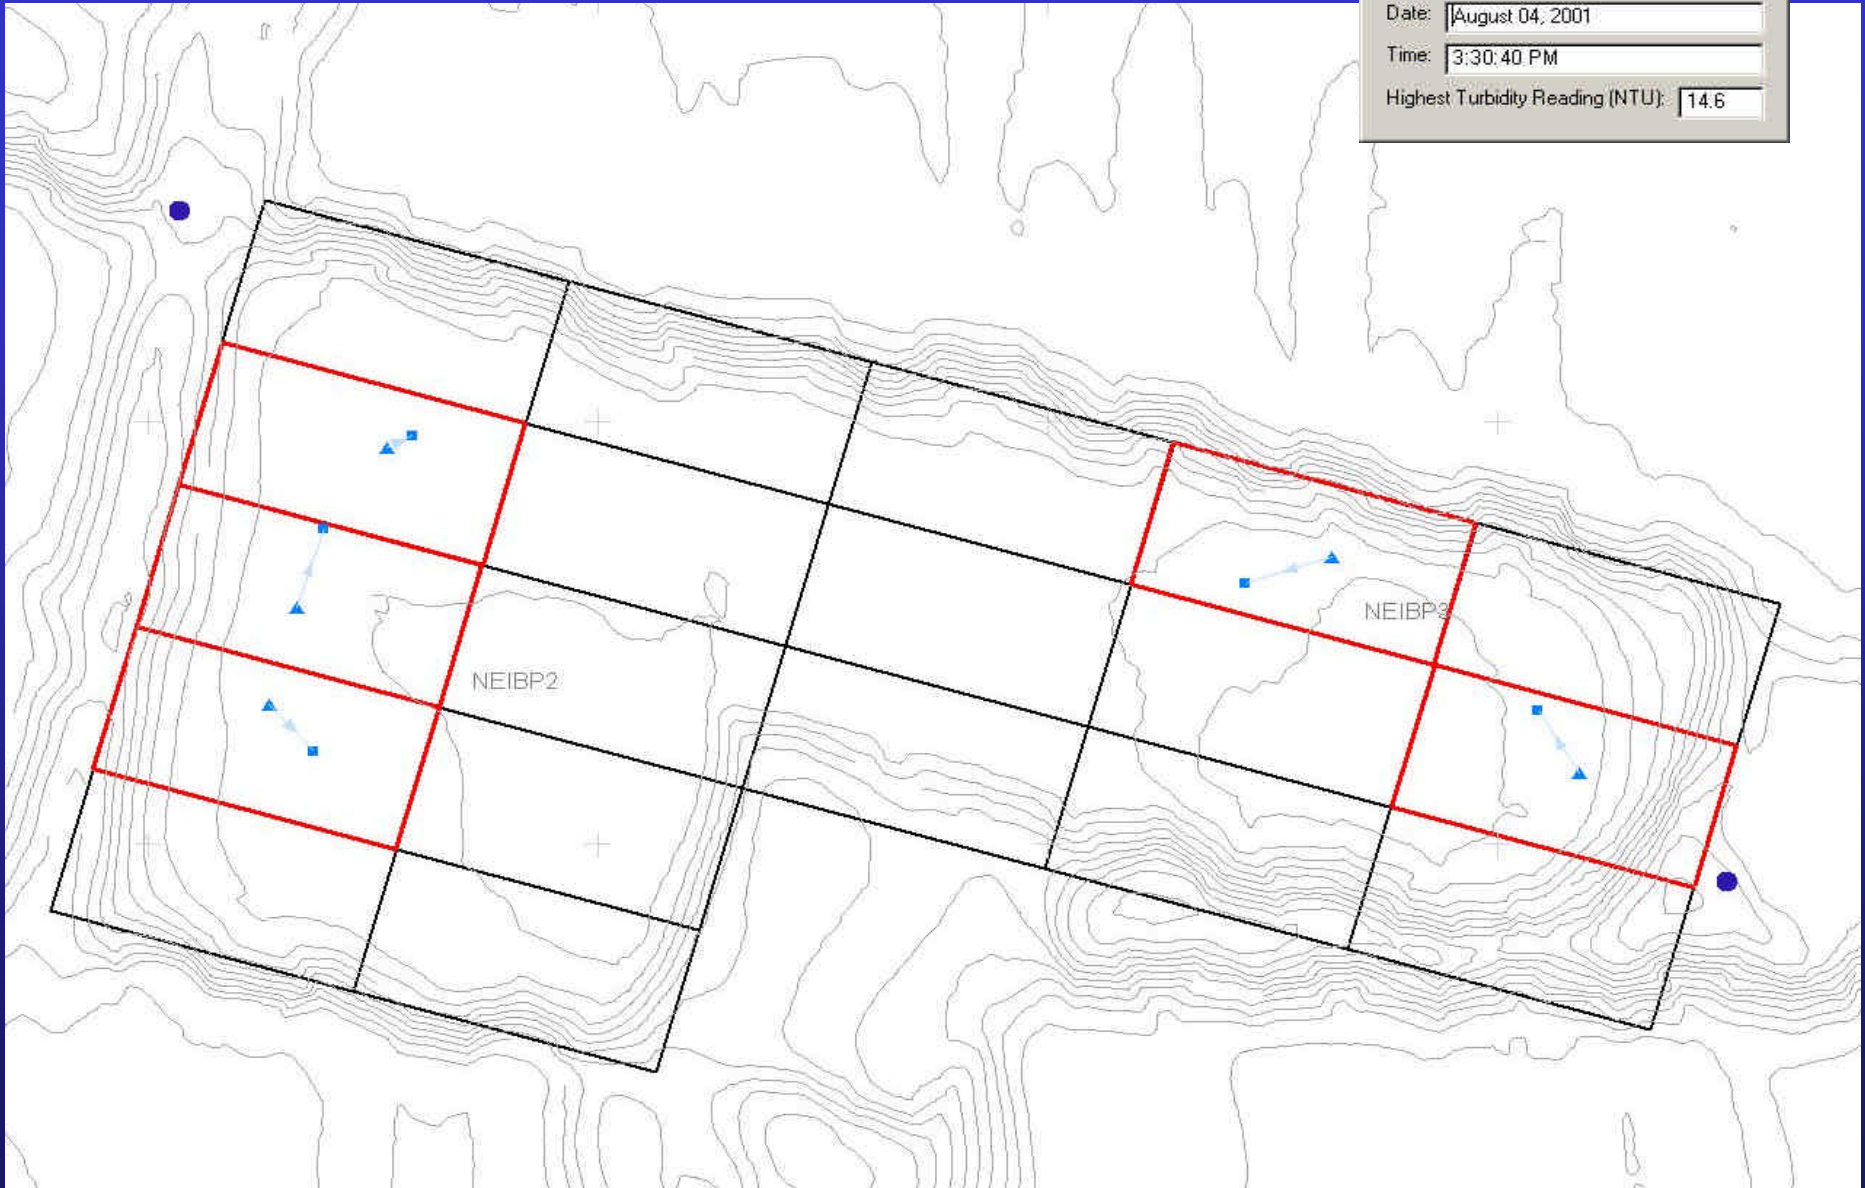 Date: August 04, 2001
Time: 3:30:40 PM
Highest Turbidity Reading (NTU): 14.6
NEIBP3
NEIBP2